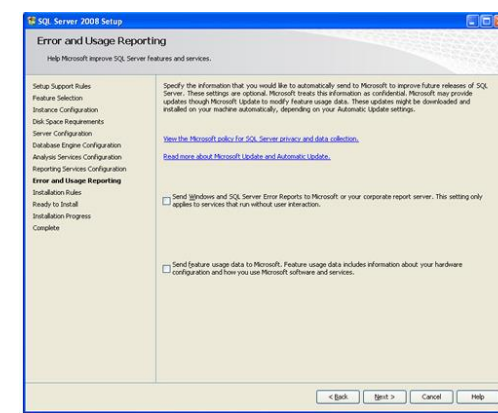 SQL Server 2008 Setup
Error and Usage Reporting
Help Microsoft improve SQL Server features and services.
Setup Support Rules
Feature Selection
Instance Configuration
Disk Space Requirements
Server Configuration
Database Engine Configuration
Analysis Services Configuration
Reporting Services Configuration
Error and Usage Reporting
Installation Rules
Ready to Install
Installation Progress
Complete
Specify the information that you would like to automatically send to Microsoft to improve future releases of SQL
Server. These settings are optional. Microsoft treats this information as confidential. Microsoft may provide
updates though Microsoft Update to modify feature usage data. These updates might be downloaded and
installed on your machine automatically, depending on your Automatic Update settings.
View the Microsoft policy for SQL Server privacy and data collection.
Read more about Microsoft Update and Automatic Update.
Send Windows and SQL Server Error Reports to Microsoft or your corporate report server. This setting only
applies to services that run without user interaction.
Send feature usage data to Microsoft. Feature usage data includes information about your hardware
configuration and how you use Microsoft software and services.
< Back
Next >
Cancel
Help